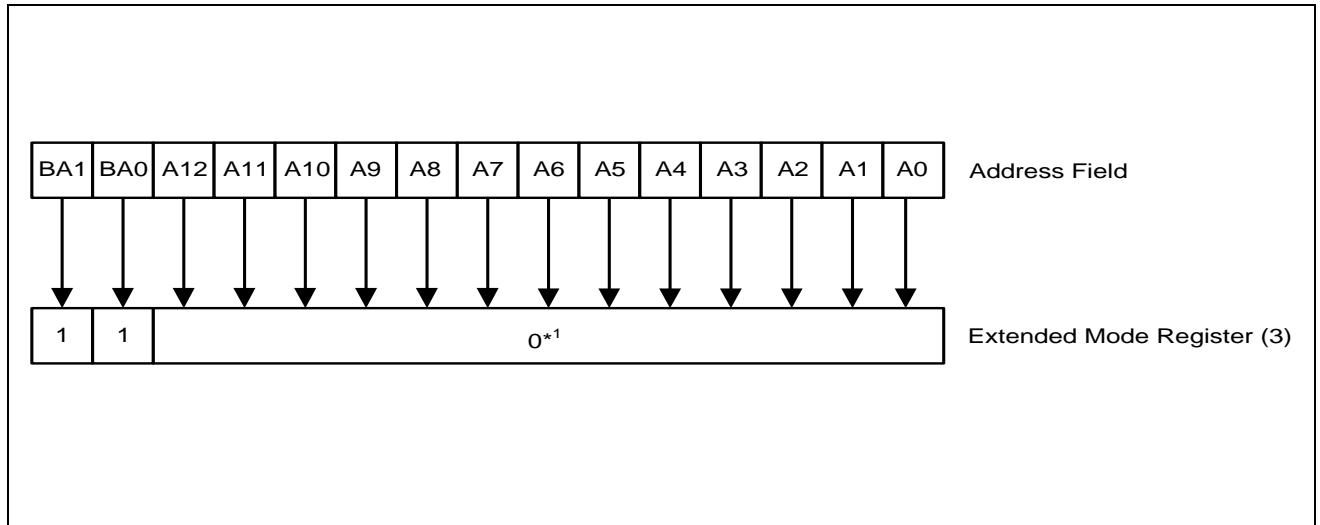 BA1 BA0 A12 A11 A10 A9 A8 A7 A6 A5 A4 A3 A2 A1 A0 Address Field
1 1 0*1 Extended Mode Register (3)